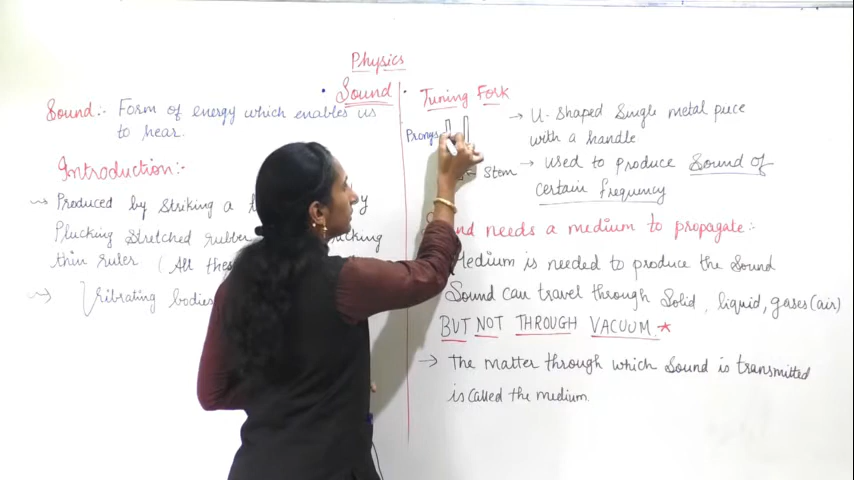 Physics
Sound
Sound:- Form of energy which enables us
to hear.
Introduction:-
Produced by Striking a
Plucking Stretched rubber
thin ruler (All
Vibrating bodies
Tuning Fork
Prongs
Stem
→ U-Shaped Single metal piece
with a handle
→ used to produce Sound of
certain frequency
needs a medium to propagate:-
Medium is needed to produce the Sound
Sound can travel through Solid, liquid, gases (air)
BUT NOT THROUGH VACUUM.*
→ The matter through which Sound is transmitted
is called the medium.